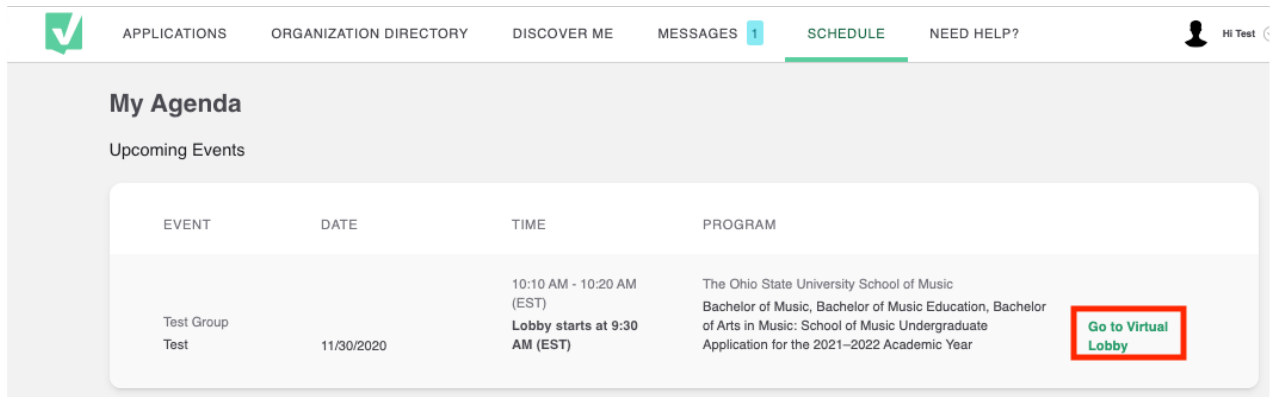 APPLICATIONS ORGANIZATION DIRECTORY DISCOVER ME MESSAGES 1 SCHEDULE NEED HELP? Hi Test
My Agenda
Upcoming Events
EVENT DATE TIME PROGRAM
Test Group
Test
11/30/2020
10:10 AM - 10:20 AM
(EST)
Lobby starts at 9:30
AM (EST)
The Ohio State University School of Music
Bachelor of Music, Bachelor of Music Education, Bachelor
of Arts in Music: School of Music Undergraduate
Application for the 2021–2022 Academic Year
Go to Virtual
Lobby